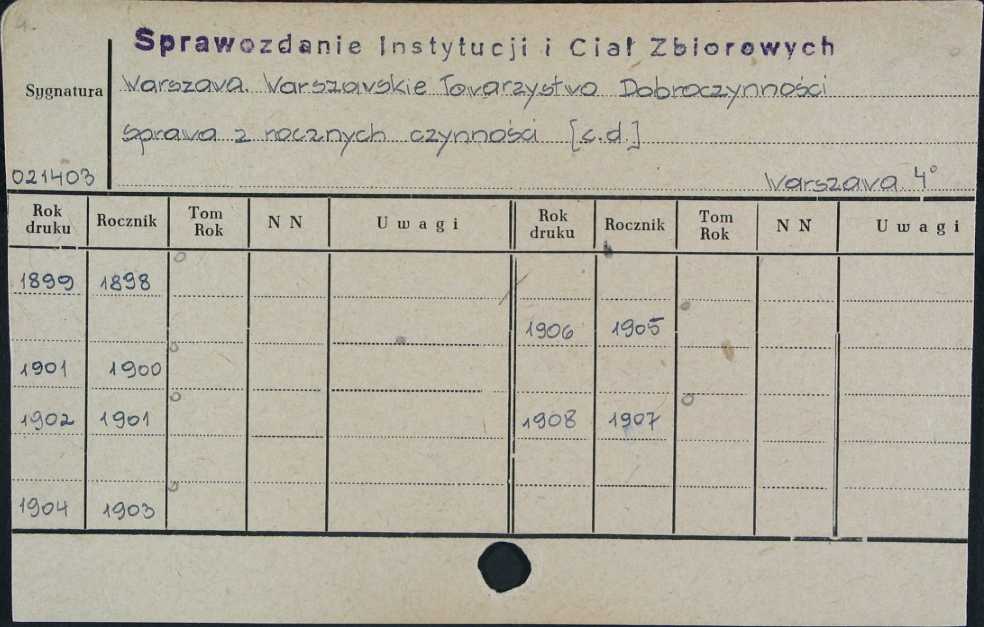 Sprawozdanie Instytucji i Ciał Zbiorowych
Sygnatura
Warszawa. Warszawskie Towarzystwo Dobroczynności
Sprawa z rocznych czynności [c.d.]
021403
Warszawa 4°
Rok druku Rocznik Tom Rok N N Uwagi Rok druku Rocznik Tom Rok N N Uwagi
1899 1898
1906 1905
1901 1900
1902 1901 1908 1907
1904 1903